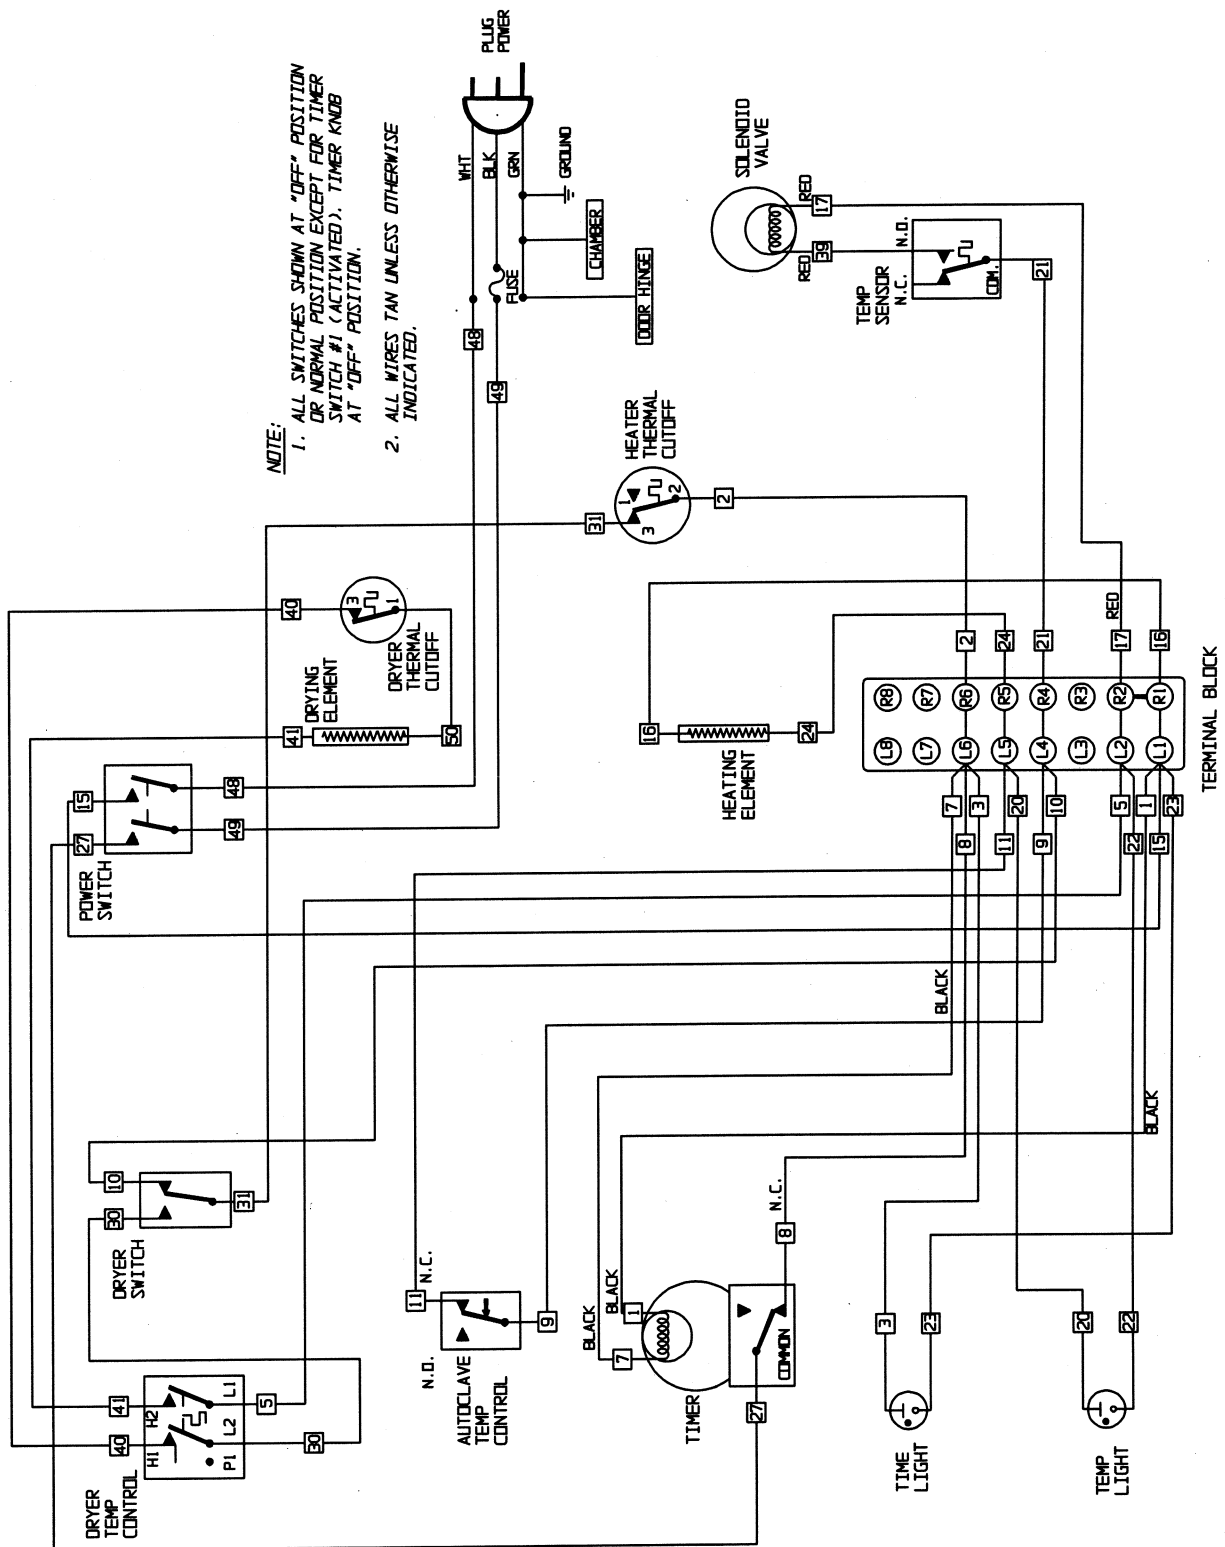 NOTE:
1. ALL SWITCHES SHOWN AT "OFF" POSITION
OR NORMAL POSITION EXCEPT FOR TIMER
SWITCH #1 (ACTIVATED). TIMER KNOB
AT "OFF" POSITION.
2. ALL WIRES TAN UNLESS OTHERWISE
INDICATED.
PLUG
POWER
WHT
BLK
GRN
GROUND
CHAMBER
DOOR HINGE
FUSE
48
49
SOLENOID
VALVE
RED
17
RED
39
TEMP
SENSOR
N.C.
N.O.
COM.
21
HEATER
THERMAL
CUTOFF
1
2
3
31
2
40
3
1
DRYER
THERMAL
CUTOFF
DRYING
ELEMENT
41
50
15
27
48
49
POWER
SWITCH
16
24
HEATING
ELEMENT
2
24
21
RED
17
16
R8
R7
R6
R5
R4
R3
R2
R1
L8
L7
L6
L5
L4
L3
L2
L1
TERMINAL BLOCK
7
8
3
11
20
9
10
5
22
1
15
23
BLACK
BLACK
10
30
31
DRYER
SWITCH
11
N.C.
N.O.
9
AUTOCLAVE
TEMP
CONTROL
BLACK
BLACK
7
1
8
N.C.
COMMON
27
TIMER
41
40
H2
H1
L1
L2
P1
5
30
DRYER
TEMP
CONTROL
3
23
TIME
LIGHT
20
22
TEMP
LIGHT